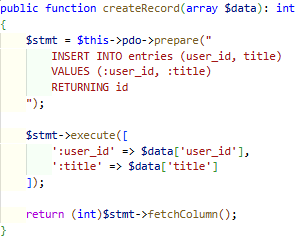 public function createRecord(array $data): int
{
    $stmt = $this->pdo->prepare("
        INSERT INTO entries (user_id, title)
        VALUES (:user_id, :title)
        RETURNING id
    ");

    $stmt->execute([
        ':user_id' => $data['user_id'],
        ':title' => $data['title']
    ]);

    return (int)$stmt->fetchColumn();
}